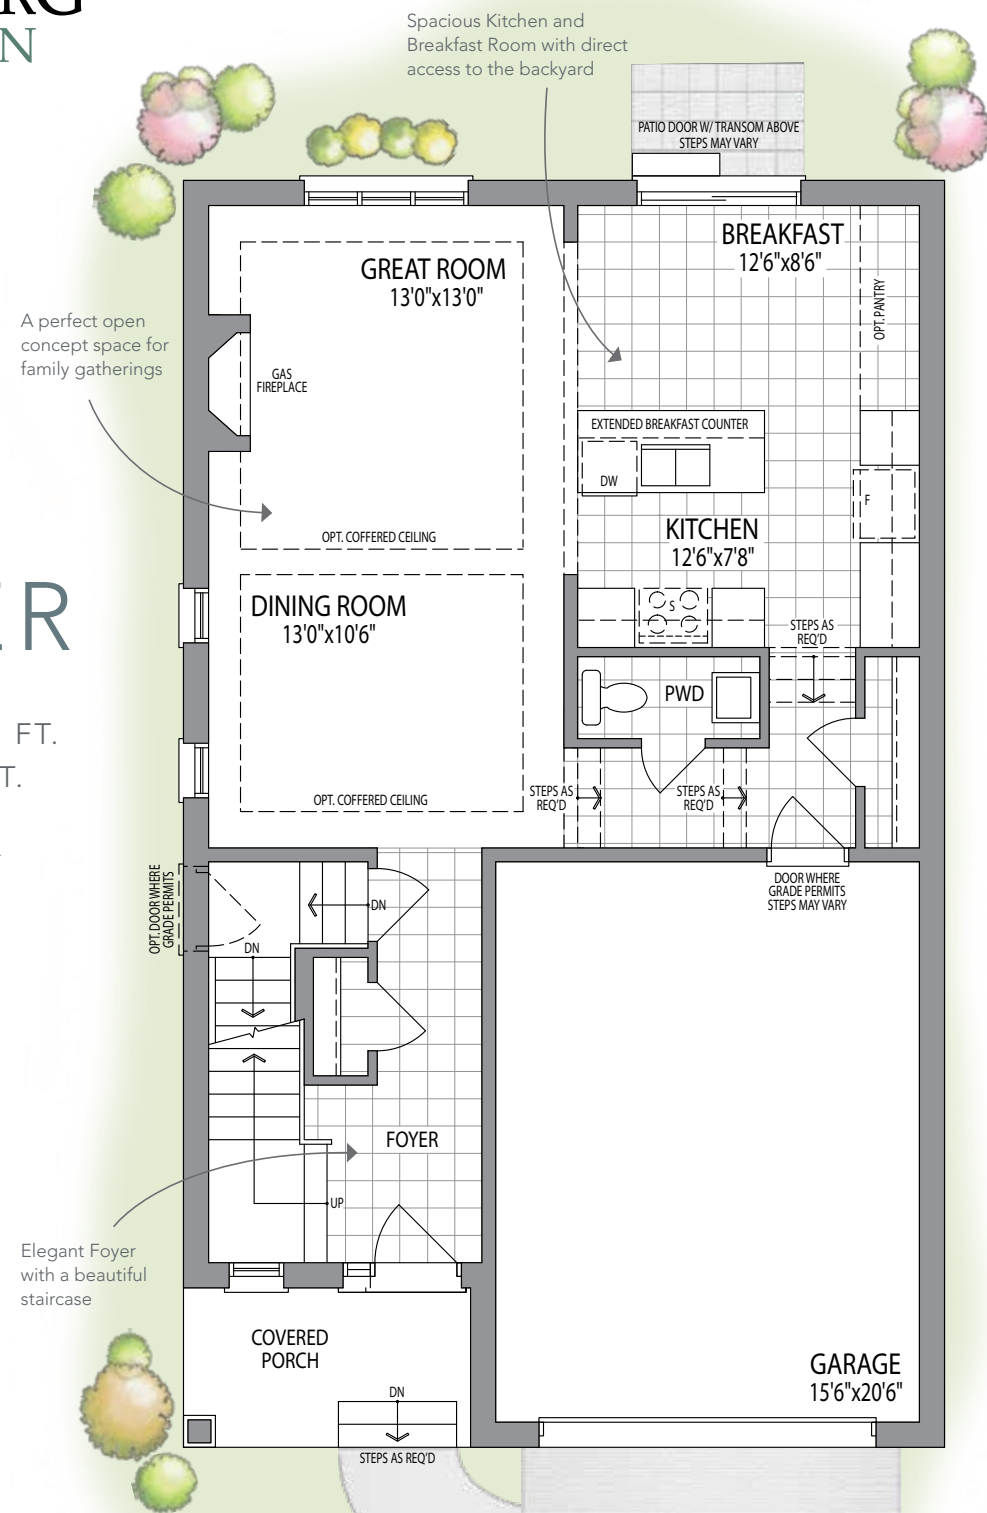 Spacious Kitchen and
Breakfast Room with direct
access to the backyard
PATIO DOOR W/ TRANSOM ABOVE
STEPS MAY VARY
BREAKFAST
12'6"x8'6"
GREAT ROOM
13'0"x13'0"
OPT. PANTRY
A perfect open
concept space for
family gatherings
GAS
FIREPLACE
EXTENDED BREAKFAST COUNTER
DW
F
KITCHEN
12'6"x7'8"
OPT. COFFERED CEILING
DINING ROOM
13'0"x10'6"
S
STEPS AS
REQ'D
ER
PWD
FT.
T.
STEPS AS
REQ'D
STEPS AS
REQ'D
OPT. COFFERED CEILING
OPT. DOOR WHERE
GRADE PERMITS
DN
DN
DOOR WHERE
GRADE PERMITS
STEPS MAY VARY
FOYER
UP
Elegant Foyer
with a beautiful
staircase
COVERED
PORCH
GARAGE
15'6"x20'6"
DN
STEPS AS REQ'D